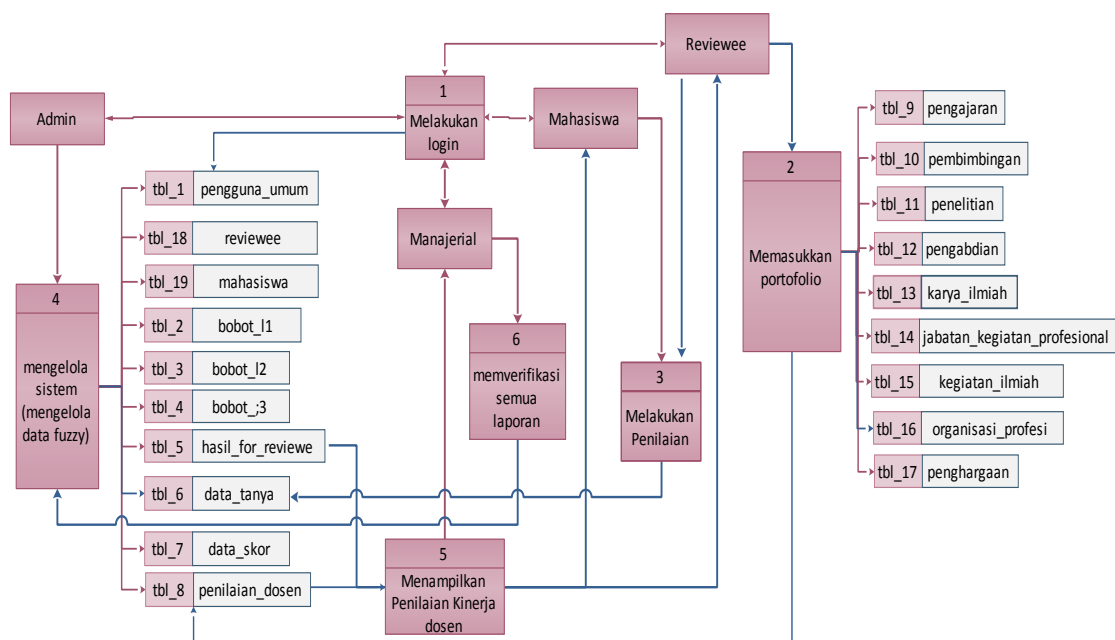 Reviewee
1
Melakukan
login
Admin
Mahasiswa
Manajerial
tbl_1 pengguna_umum
tbl_18 reviewee
tbl_19 mahasiswa
tbl_2 bobot_l1
tbl_3 bobot_l2
tbl_4 bobot_;3
tbl_5 hasil_for_reviewe
tbl_6 data_tanya
tbl_7 data_skor
tbl_8 penilaian_dosen
4
mengelola
sistem
(mengelola
data fuzzy)
6
memverifikasi
semua
laporan
3
Melakukan
Penilaian
5
Menampilkan
Penilaian Kinerja
dosen
2
Memasukkan
portofolio
tbl_9 pengajaran
tbl_10 pembimbingan
tbl_11 penelitian
tbl_12 pengabdian
tbl_13 karya_ilmiah
tbl_14 jabatan_kegiatan_profesional
tbl_15 kegiatan_ilmiah
tbl_16 organisasi_profesi
tbl_17 penghargaan